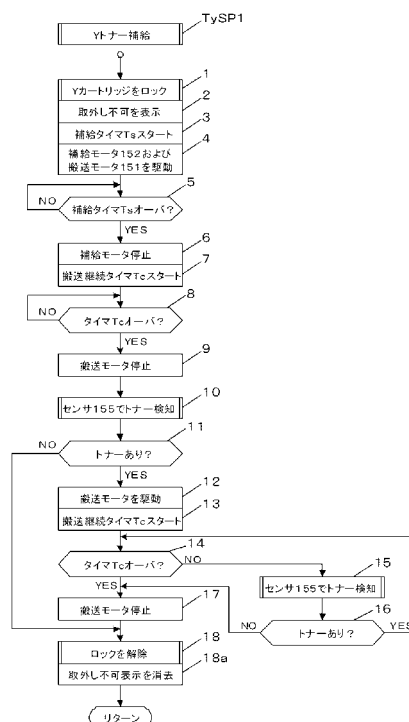 TySP1
Yトナー補給
1
Yカートリッジをロック
2
取外し不可を表示
3
補給タイマTsスタート
4
補給モータ152および
搬送モータ151を駆動
5
補給タイマTsオーバ?
NO
YES
6
補給モータ停止
7
搬送継続タイマTcスタート
8
タイマTcオーバ?
NO
YES
9
搬送モータ停止
10
センサ155でトナー検知
11
トナーあり?
NO
YES
12
搬送モータを駆動
13
搬送継続タイマTcスタート
14
タイマTcオーバ?
NO
YES
15
センサ155でトナー検知
16
トナーあり?
NO
YES
17
搬送モータ停止
18
ロックを解除
18a
取外し不可表示を消去
リターン